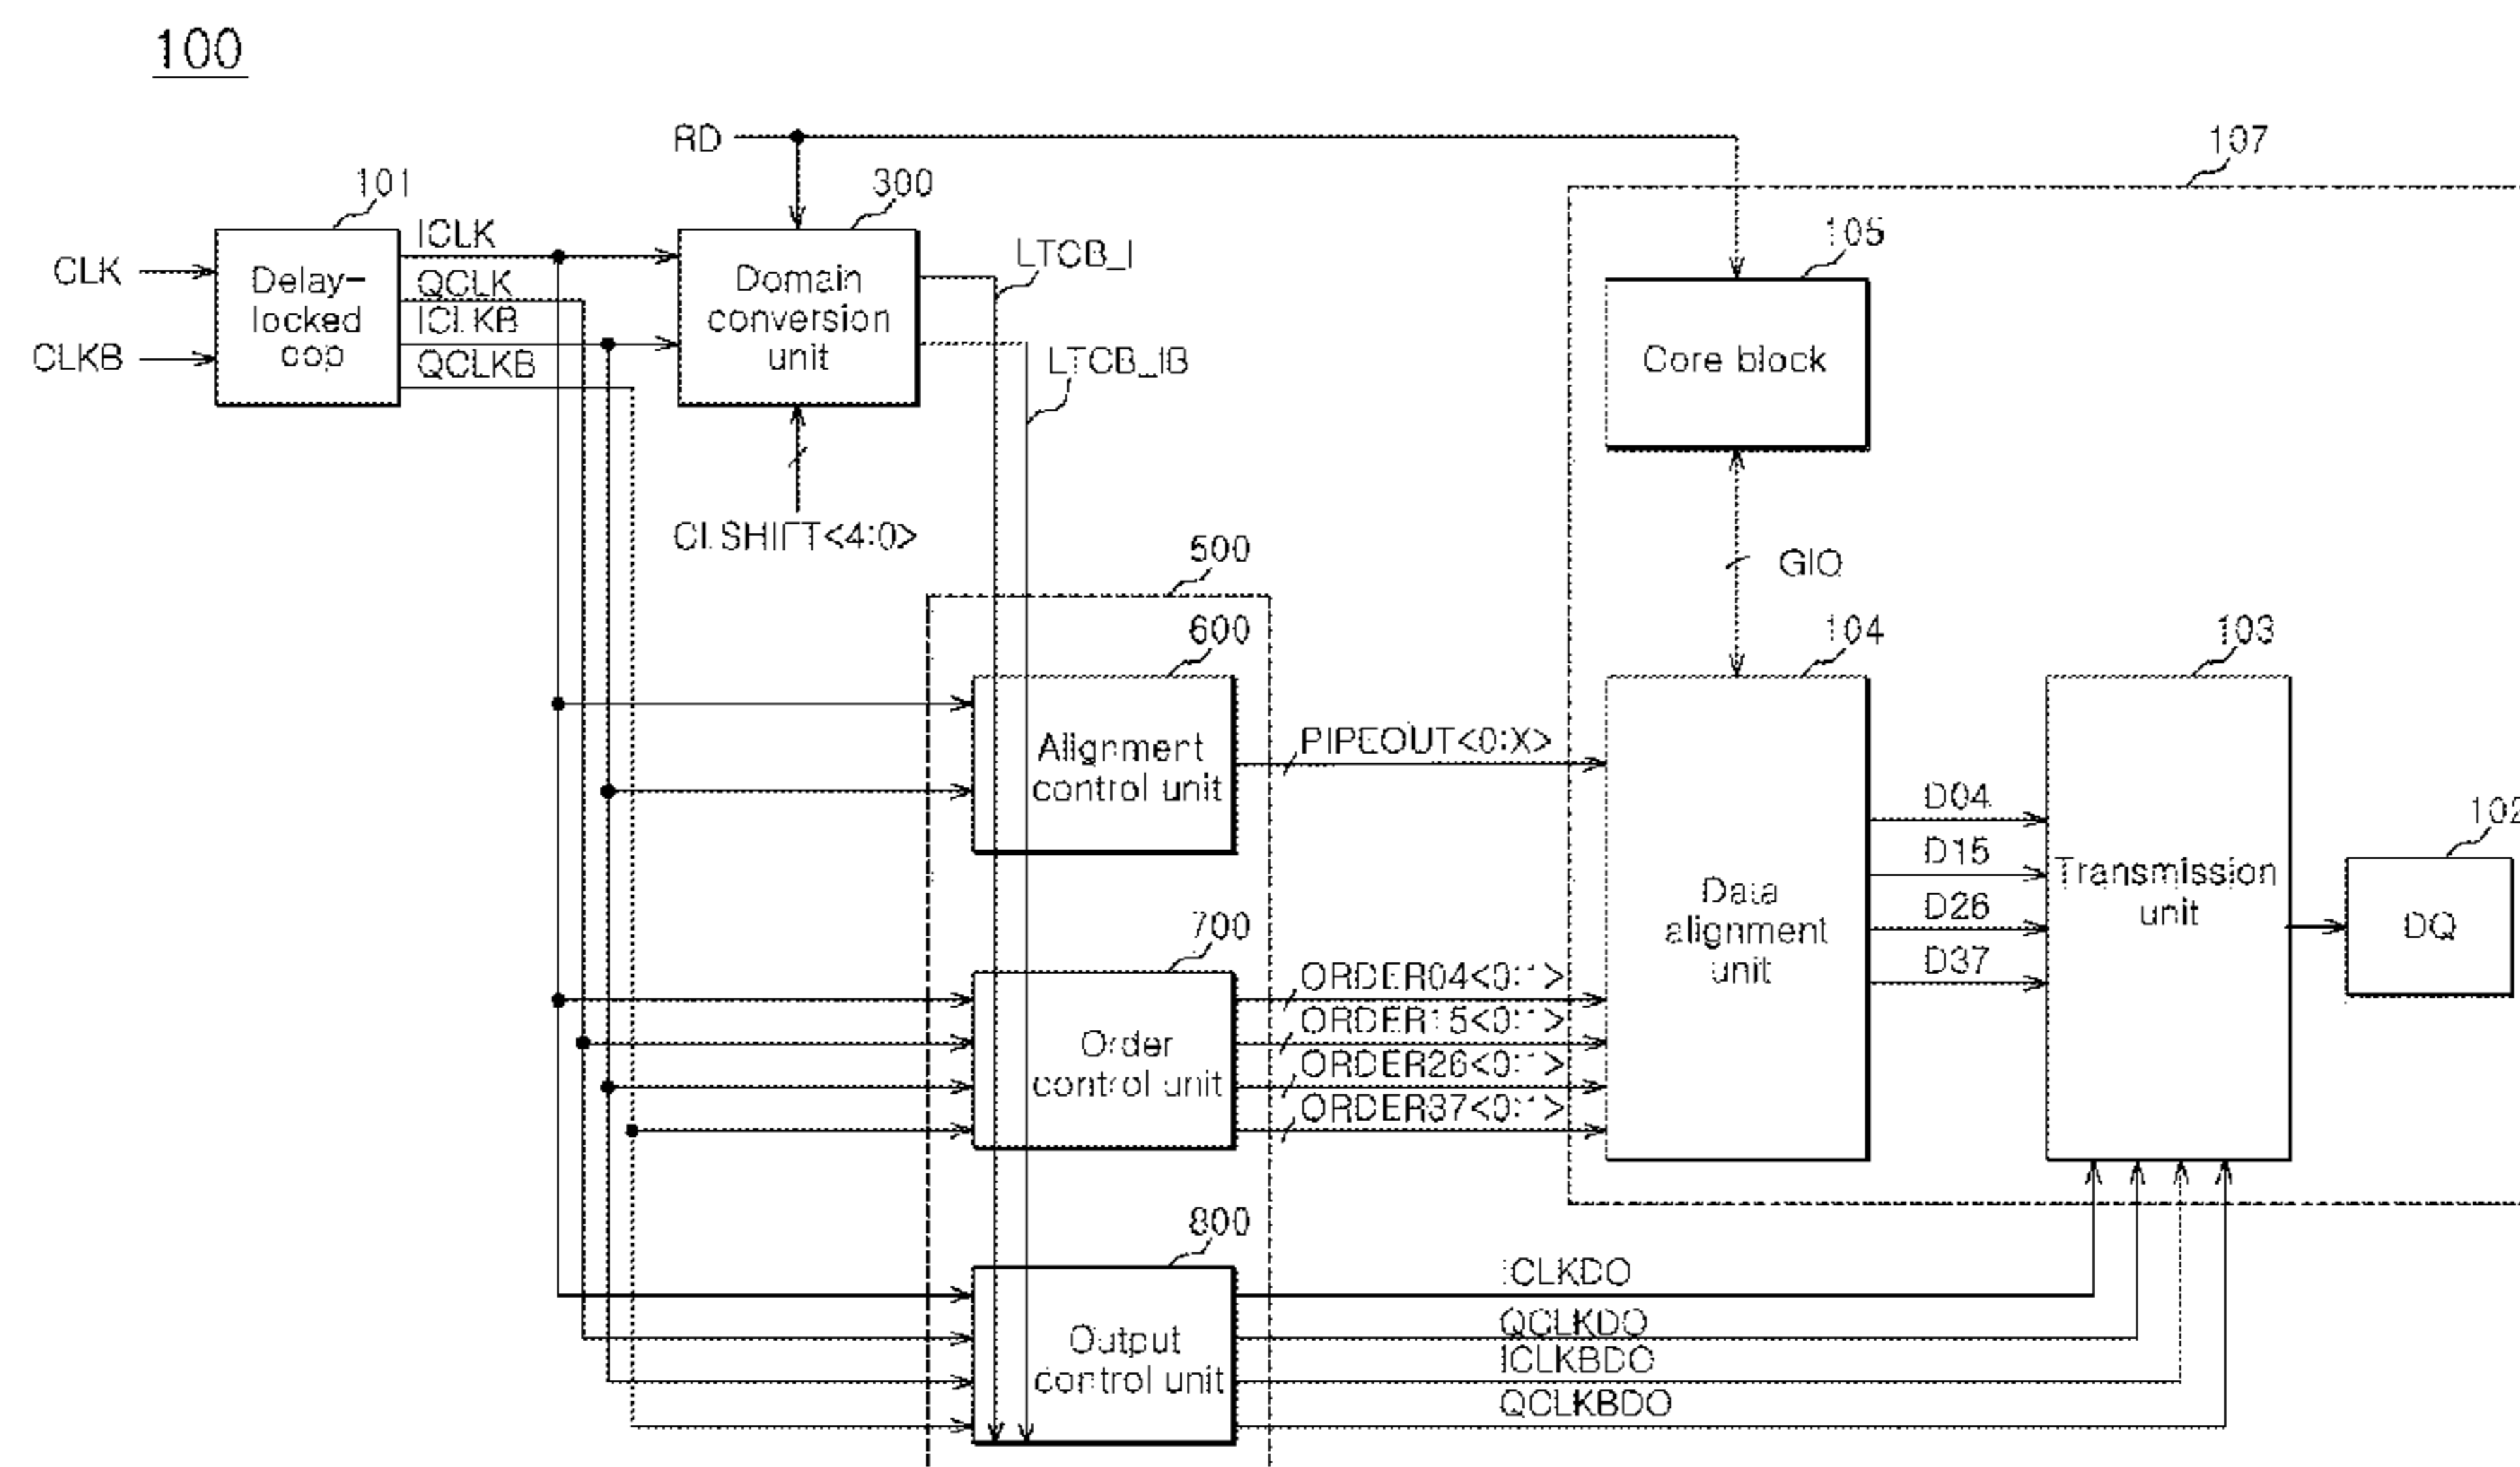 100
RD
107
101
300
105
CLK
CLKB
Delay-
locked
oop
ICLK
QCLK
ICLKB
QCLKB
Domain
conversion
unit
LTCB_I
LTCB_IB
Core block
CLSHIFT<4:0>
500
GIO
600
104
103
Alignment
control unit
PIPEOUT<0:X>
D04
D15
D26
D37
Data
alignment
unit
Transmission
unit
102
DQ
700
Order
control unit
ORDER04<0:1>
ORDER15<0:1>
ORDER26<0:1>
ORDER37<0:1>
800
Output
control unit
ICLKDO
QCLKDO
ICLKBDO
QCLKBDO